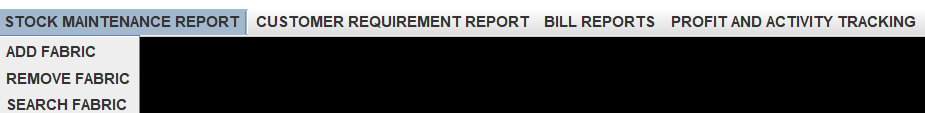 STOCK MAINTENANCE REPORT CUSTOMER REQUIREMENT REPORT BILL REPORTS PROFIT AND ACTIVITY TRACKING
ADD FABRIC
REMOVE FABRIC
SEARCH FABRIC